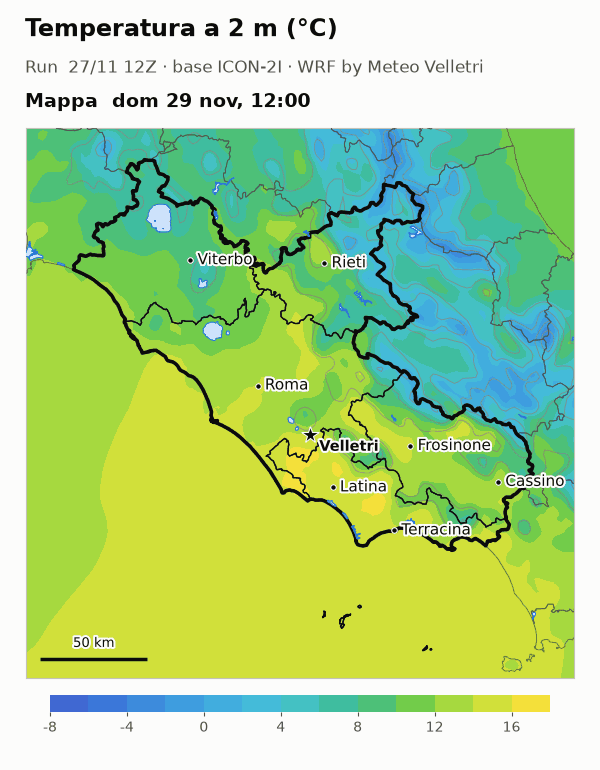 Temperatura a 2 m (°C)
Run 27/11 12Z · base ICON-2I · WRF by Meteo Velletri
Mappa dom 29 nov, 12:00
Viterbo
Rieti
Roma
Velletri
Frosinone
Latina
Cassino
Terracina
50 km
-8 -4 0 4 8 12 16